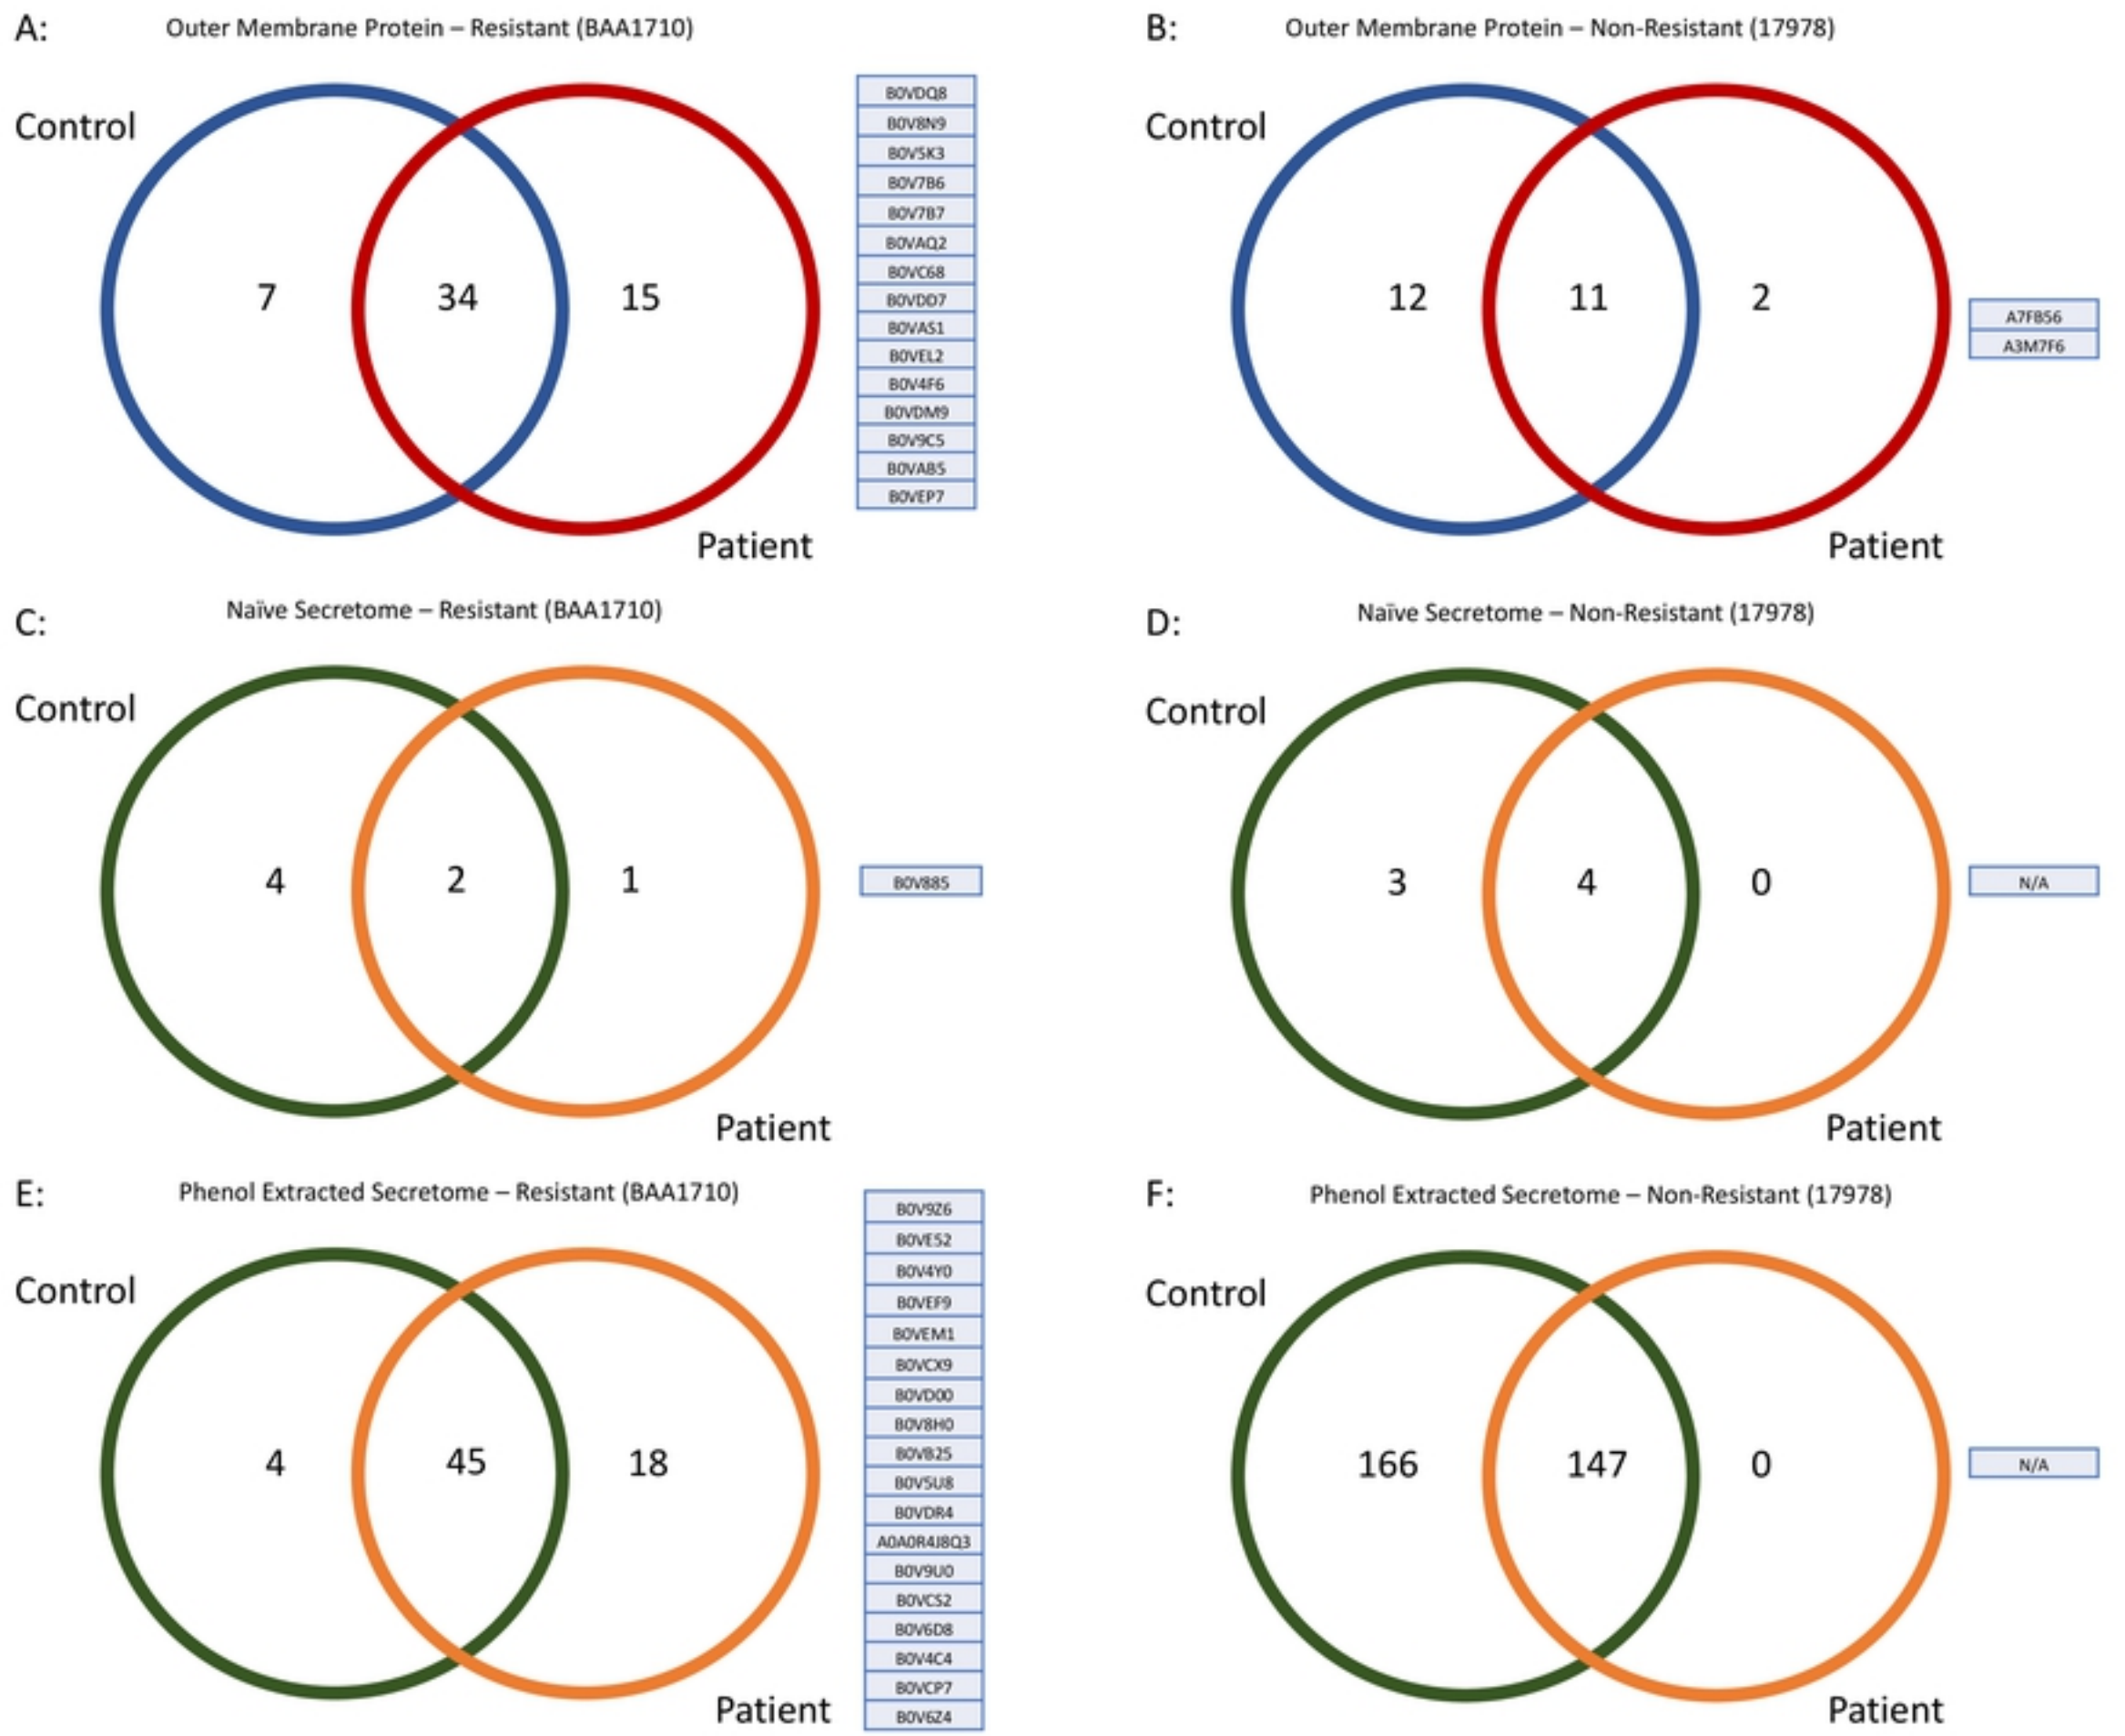 A:
Outer Membrane Protein – Resistant (BAA1710)
Control
7
34
15
Patient
B0VDQ8
B0V8N9
B0V5K3
B0V7B6
B0V7B7
B0VAQ2
B0VC68
B0VDD7
B0VAS1
B0VEL2
B0V4F6
B0VDM9
B0V9C5
B0VAB5
B0VEP7
B:
Outer Membrane Protein – Non-Resistant (17978)
Control
12
11
2
Patient
A7FB56
A3M7F6
C:
Naïve Secretome – Resistant (BAA1710)
Control
4
2
1
Patient
B0V885
D:
Naïve Secretome – Non-Resistant (17978)
Control
3
4
0
Patient
N/A
E:
Phenol Extracted Secretome – Resistant (BAA1710)
Control
4
45
18
Patient
B0V9Z6
B0VE52
B0V4Y0
B0VEF9
B0VEM1
B0VCX9
B0VD00
B0V8H0
B0VB25
B0V5U8
B0VDR4
A0A0R4J8Q3
B0V9U0
B0VCS2
B0V6D8
B0V4C4
B0VCP7
B0V6Z4
F:
Phenol Extracted Secretome – Non-Resistant (17978)
Control
166
147
0
Patient
N/A